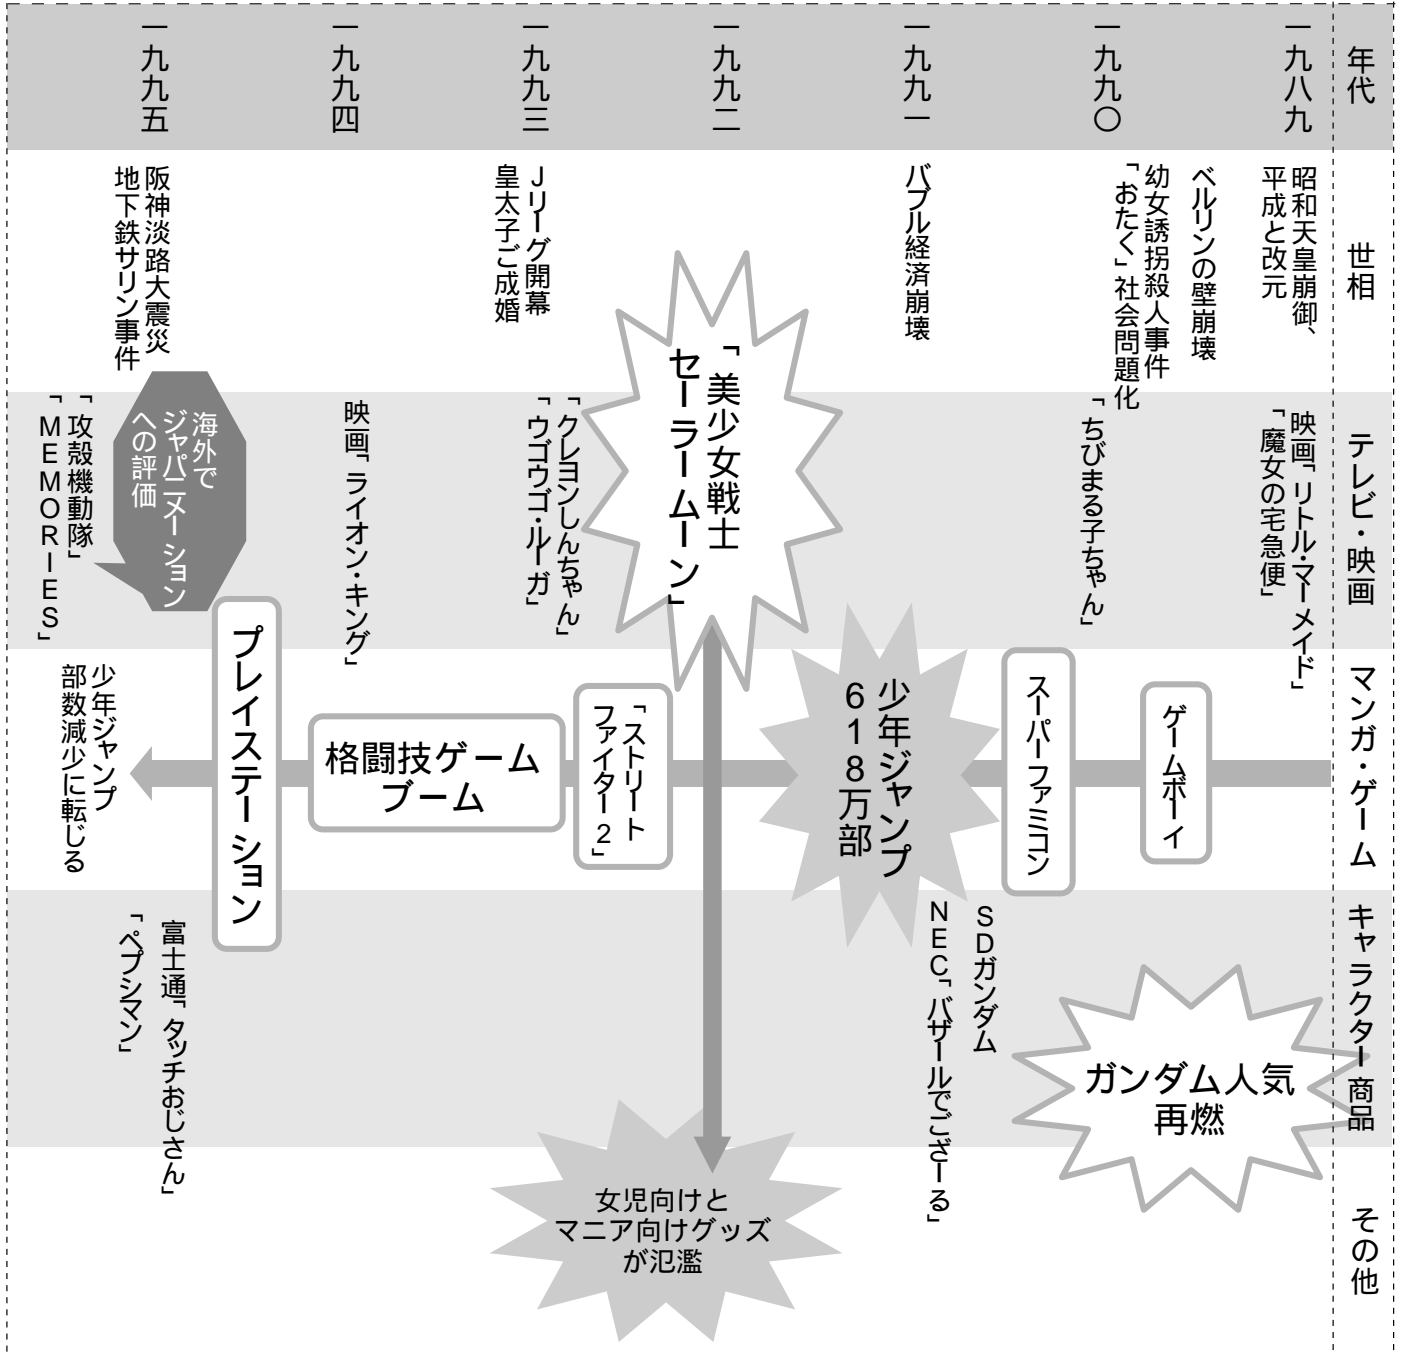 年代
一九八九
一九九〇
一九九一
一九九二
一九九三
一九九四
一九九五
世相
昭和天皇崩御、
平成と改元
ベルリンの壁崩壊
幼女誘拐殺人事件
「おたく」社会問題化
バブル経済崩壊
Jリーグ開幕
皇太子ご成婚
阪神淡路大震災
地下鉄サリン事件
テレビ・映画
映画「リトル・マーメイド」
「魔女の宅急便」
「ちびまる子ちゃん」
「美少女戦士
セーラームーン」
「クレヨンしんちゃん」
「ウゴウゴ・ルーガ」
映画「ライオン・キング」
海外で
ジャパニメーション
への評価
「攻殻機動隊」
「MEMORIES」
マンガ・ゲーム
ゲームボーイ
スーパーファミコン
少年ジャンプ
618万部
「ストリート
ファイター2」
格闘技ゲーム
ブーム
プレイステーション
少年ジャンプ
部数減少に転じる
キャラクター商品
ガンダム人気
再燃
SDガンダム
NEC「バザールでござーる」
富士通「タッチおじさん」
「ペプシマン」
その他
女児向けと
マニア向けグッズ
が氾濫